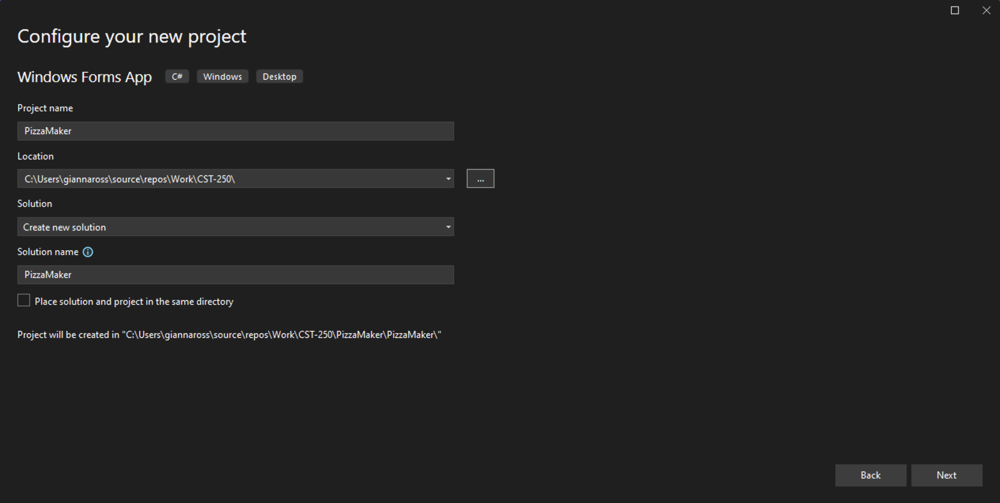 Configure your new project
Windows Forms App C# Windows Desktop
Project name
PizzaMaker
Location
C:\Users\giannaross\source\repos\Work\CST-250\
...
Solution
Create new solution
Solution name
PizzaMaker
Place solution and project in the same directory
Project will be created in "C:\Users\giannaross\source\repos\Work\CST-250\PizzaMaker\PizzaMaker\"
Back Next